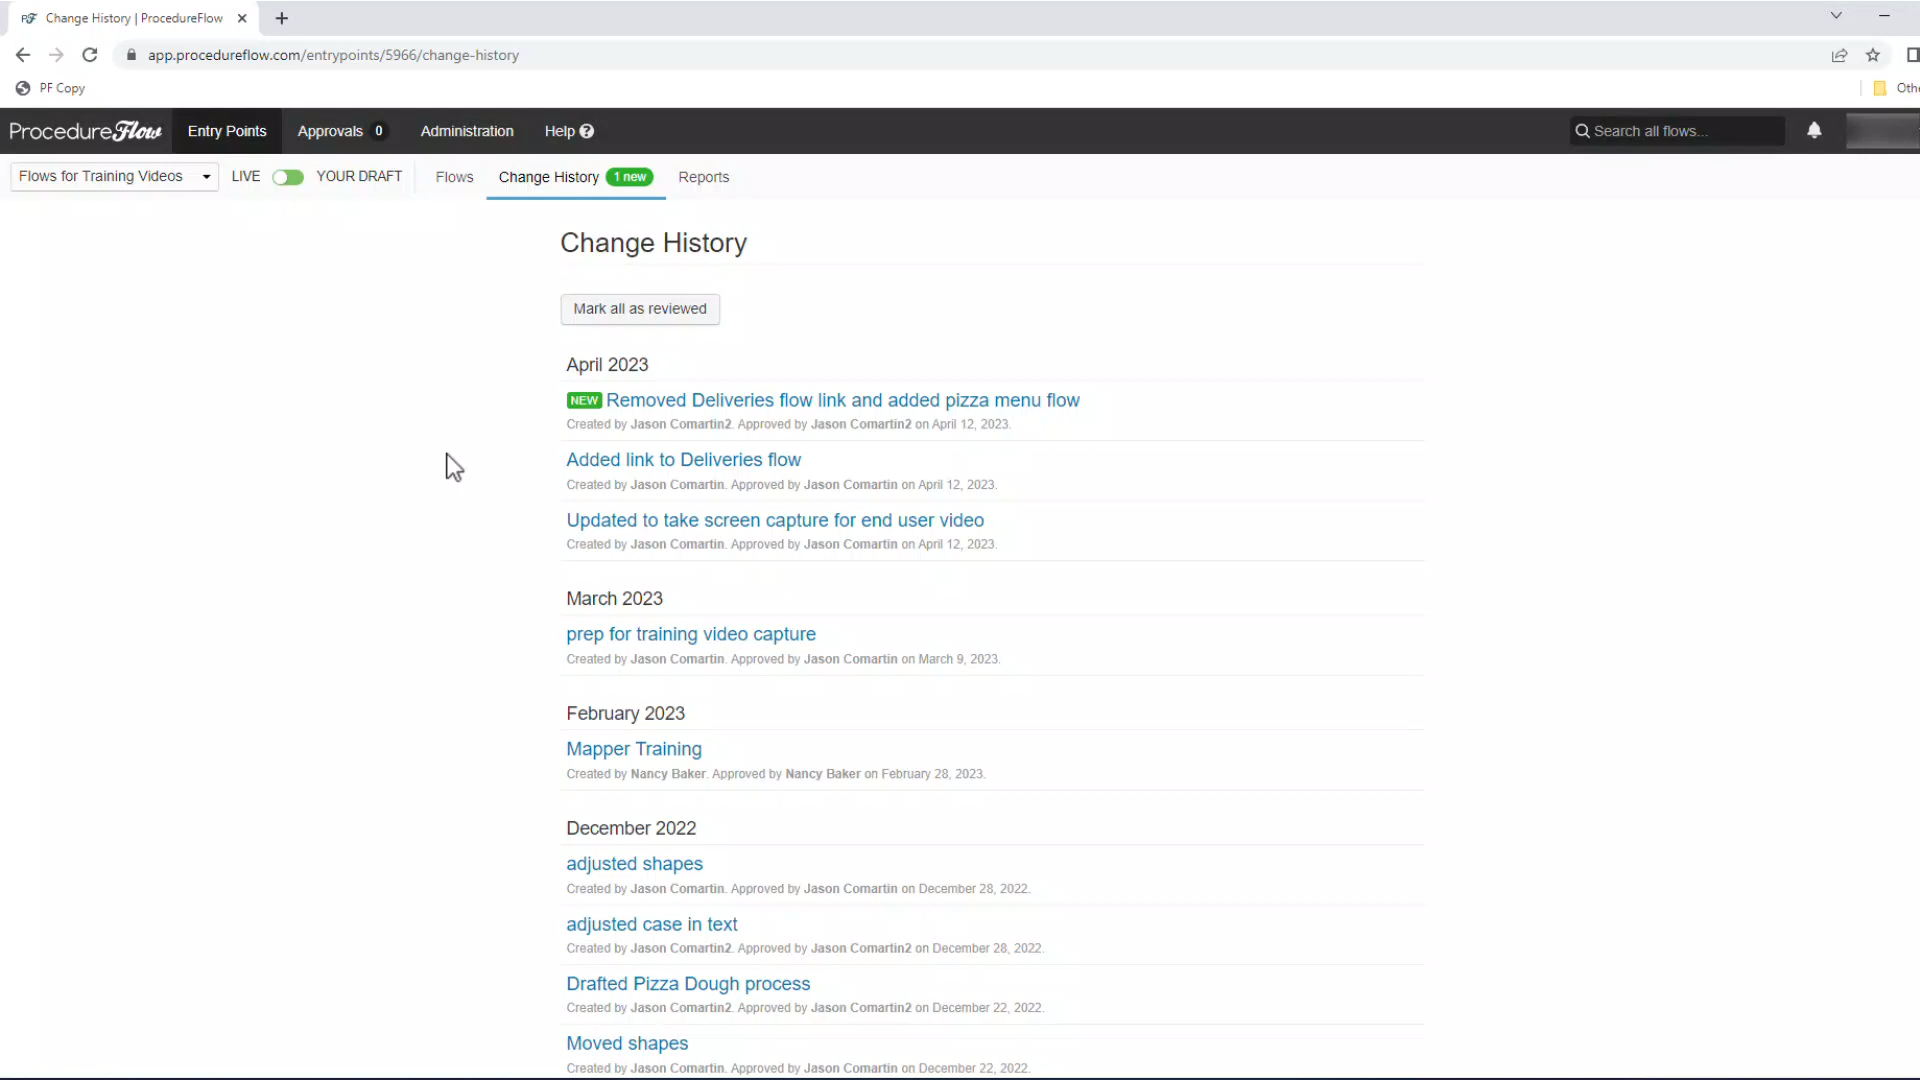 Change History | ProcedureFlow
app.procedureflow.com/entrypoints/5966/change-history
PF Copy
Othe
ProcedureFlow Entry Points Approvals 0 Administration Help Search all flows...
Flows for Training Videos LIVE YOUR DRAFT Flows Change History 1 new Reports
Change History
Mark all as reviewed
April 2023
NEW Removed Deliveries flow link and added pizza menu flow
Created by Jason Comartin2. Approved by Jason Comartin2 on April 12, 2023.
Added link to Deliveries flow
Created by Jason Comartin. Approved by Jason Comartin on April 12, 2023.
Updated to take screen capture for end user video
Created by Jason Comartin. Approved by Jason Comartin on April 12, 2023.
March 2023
prep for training video capture
Created by Jason Comartin. Approved by Jason Comartin on March 9, 2023.
February 2023
Mapper Training
Created by Nancy Baker. Approved by Nancy Baker on February 28, 2023.
December 2022
adjusted shapes
Created by Jason Comartin. Approved by Jason Comartin on December 28, 2022.
adjusted case in text
Created by Jason Comartin2. Approved by Jason Comartin2 on December 28, 2022.
Drafted Pizza Dough process
Created by Jason Comartin2. Approved by Jason Comartin2 on December 22, 2022.
Moved shapes
Created by Jason Comartin. Approved by Jason Comartin on December 22, 2022.